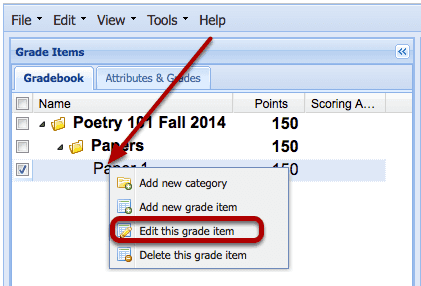 File Edit View Tools Help
Grade Items
Gradebook Attributes & Grades
Name Points Scoring A...
Poetry 101 Fall 2014 150
Papers 150
Paper 1 150
Add new category
Add new grade item
Edit this grade item
Delete this grade item